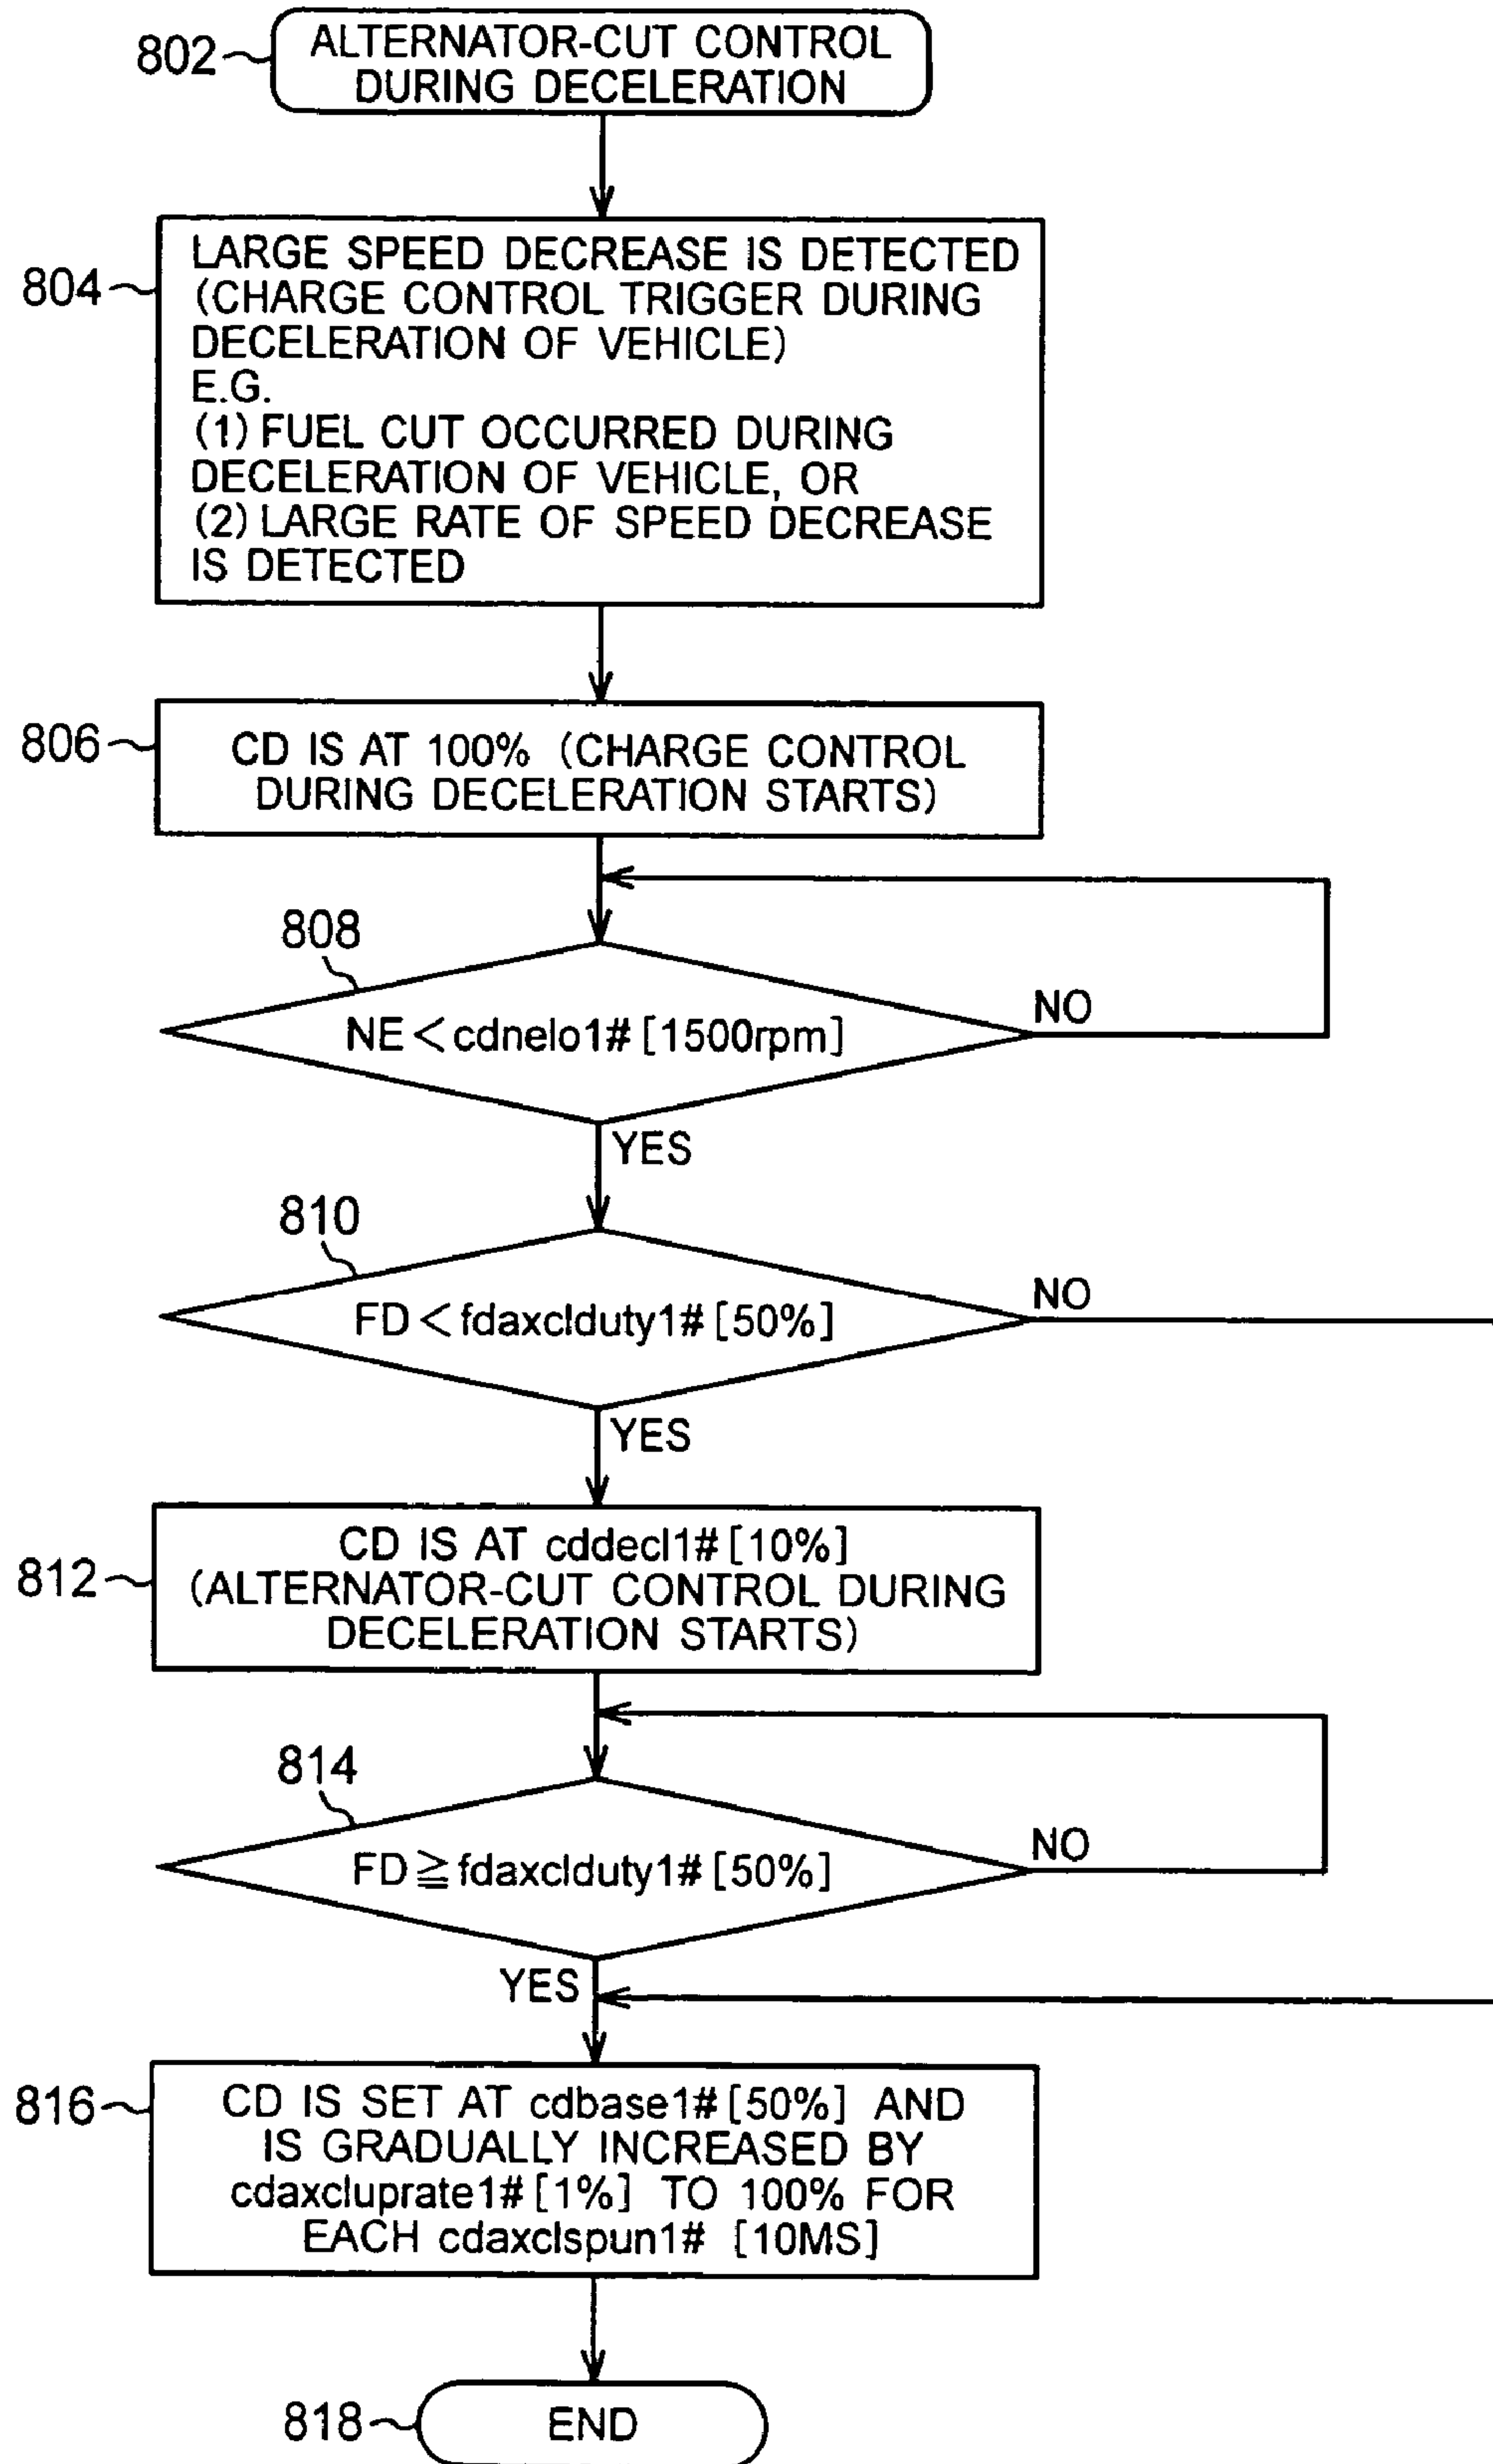 802
ALTERNATOR-CUT CONTROL
DURING DECELERATION
804
LARGE SPEED DECREASE IS DETECTED
(CHARGE CONTROL TRIGGER DURING
DECELERATION OF VEHICLE)
E.G.
(1) FUEL CUT OCCURRED DURING
DECELERATION OF VEHICLE, OR
(2) LARGE RATE OF SPEED DECREASE
IS DETECTED
806
CD IS AT 100% (CHARGE CONTROL
DURING DECELERATION STARTS)
808
NE < cdnelo1# [1500rpm]
NO
YES
810
FD < fdaxclduty1# [50%]
NO
YES
812
CD IS AT cddecl1# [10%]
(ALTERNATOR-CUT CONTROL DURING
DECELERATION STARTS)
814
FD ≧ fdaxclduty1# [50%]
NO
YES
816
CD IS SET AT cdbase1# [50%] AND
IS GRADUALLY INCREASED BY
cdaxcluprate1# [1%] TO 100% FOR
EACH cdaxclspun1# [10MS]
818
END